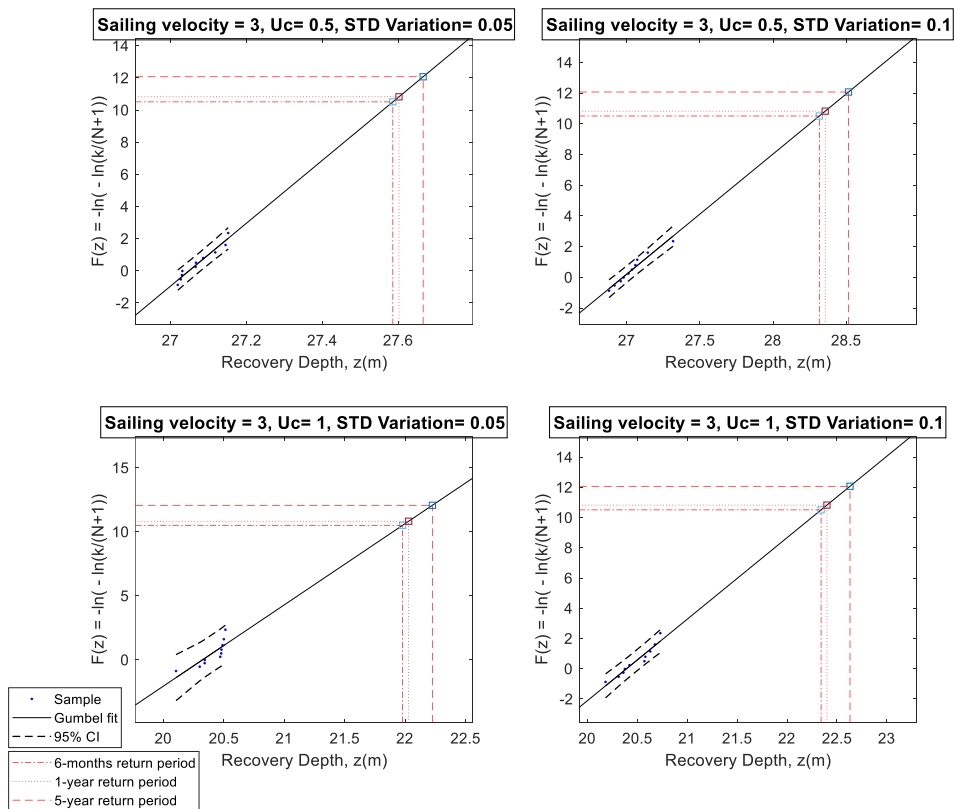 Sailing velocity = 3, Uc= 0.5, STD Variation= 0.05
14
12
10
8
6
4
2
0
-2
F(z) = -ln( - ln(k/(N+1))
27
27.2
27.4
27.6
Recovery Depth, z(m)
Sailing velocity = 3, Uc= 0.5, STD Variation= 0.1
14
12
10
8
6
4
2
0
-2
F(z) = -ln( - ln(k/(N+1))
27
27.5
28
28.5
Recovery Depth, z(m)
Sailing velocity = 3, Uc= 1, STD Variation= 0.05
15
10
5
0
F(z) = -ln( - ln(k/(N+1))
20
20.5
21
21.5
22
22.5
Recovery Depth, z(m)
Sailing velocity = 3, Uc= 1, STD Variation= 0.1
14
12
10
8
6
4
2
0
-2
F(z) = -ln( - ln(k/(N+1))
20
20.5
21
21.5
22
22.5
23
Recovery Depth, z(m)
Sample
Gumbel fit
95% CI
6-months return period
1-year return period
5-year return period